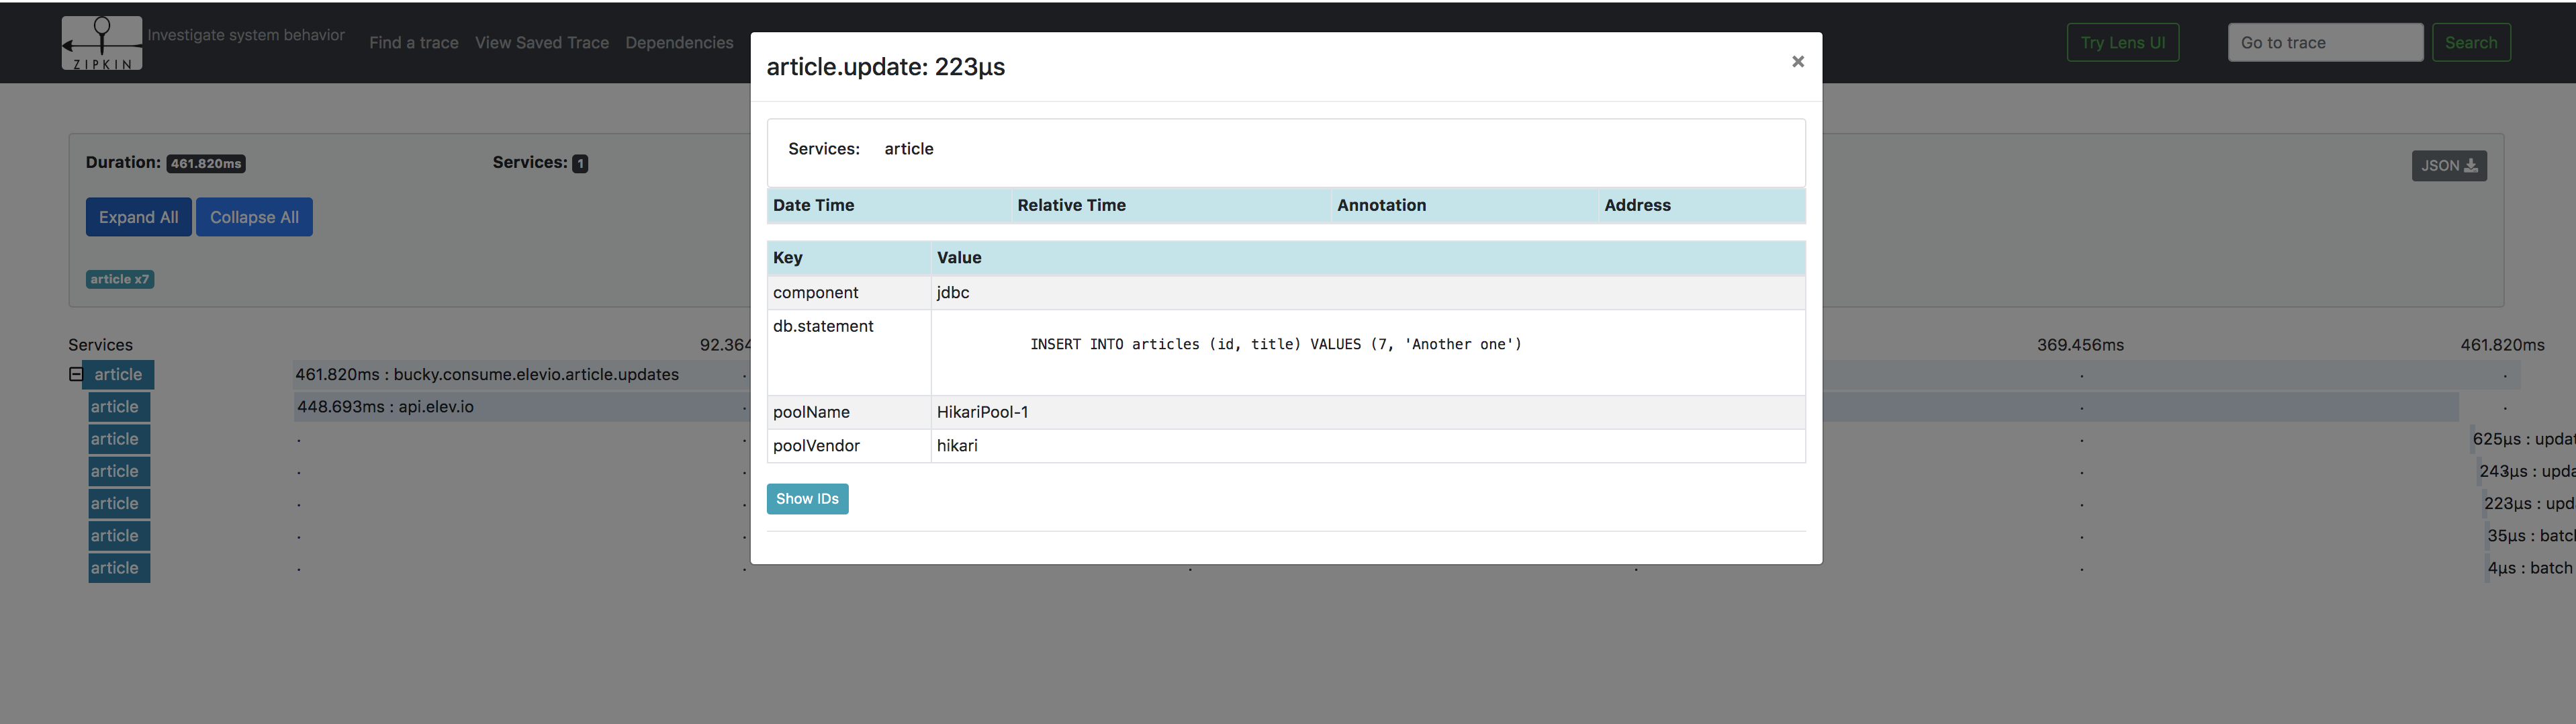 ZIPKIN
Investigate system behavior
Find a trace View Saved Trace Dependencies
Try Lens UI
Go to trace
Search
article.update: 223μs
×
Services: article
Date Time Relative Time Annotation Address
Key Value
component jdbc
db.statement
INSERT INTO articles (id, title) VALUES (7, 'Another one')
poolName HikariPool-1
poolVendor hikari
Show IDs
Duration: 461.820ms Services: 1
JSON
Expand All Collapse All
article x7
Services 92.364 369.456ms 461.820ms
article 461.820ms : bucky.consume.elevio.article.updates
article 448.693ms : api.elev.io
article 625μs : updat
article 243μs : upda
article 223μs : upd
article 35μs : batch
article 4μs : batch